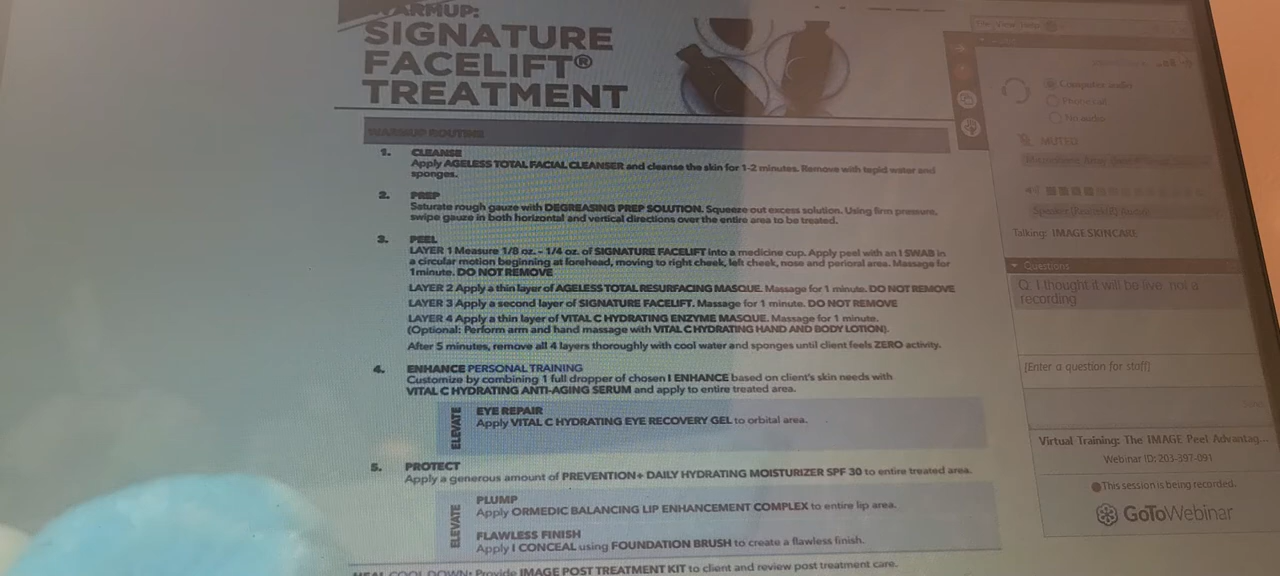 WARMUP:
SIGNATURE
FACELIFT®
TREATMENT
WARMUP ROUTINE
1. CLEANSE
Apply AGELESS TOTAL FACIAL CLEANSER and cleanse the skin for 1-2 minutes. Remove with tepid water and
sponges.
2. PREP
Saturate rough gauze with DEGREASING PREP SOLUTION. Squeeze out excess solution. Using firm pressure,
swipe gauze in both horizontal and vertical directions over the entire area to be treated.
3. PEEL
LAYER 1 Measure 1/8 oz. - 1/4 oz. of SIGNATURE FACELIFT into a medicine cup. Apply peel with an I SWAB in
a circular motion beginning at forehead, moving to right cheek, left cheek, nose and perioral area. Massage for
1minute. DO NOT REMOVE
LAYER 2 Apply a thin layer of AGELESS TOTAL RESURFACING MASQUE. Massage for 1 minute. DO NOT REMOVE
LAYER 3 Apply a second layer of SIGNATURE FACELIFT. Massage for 1 minute. DO NOT REMOVE
LAYER 4 Apply a thin layer of VITAL C HYDRATING ENZYME MASQUE. Massage for 1 minute.
(Optional: Perform arm and hand massage with VITAL C HYDRATING HAND AND BODY LOTION).
After 5 minutes, remove all 4 layers thoroughly with cool water and sponges until client feels ZERO activity.
4. ENHANCE PERSONAL TRAINING
Customize by combining 1 full dropper of chosen I ENHANCE based on client's skin needs with
VITAL C HYDRATING ANTI-AGING SERUM and apply to entire treated area.
ELEVATE
EYE REPAIR
Apply VITAL C HYDRATING EYE RECOVERY GEL to orbital area.
5. PROTECT
Apply a generous amount of PREVENTION+ DAILY HYDRATING MOISTURIZER SPF 30 to entire treated area.
ELEVATE
PLUMP
Apply ORMEDIC BALANCING LIP ENHANCEMENT COMPLEX to entire lip area.
FLAWLESS FINISH
Apply I CONCEAL using FOUNDATION BRUSH to create a flawless finish.
COOL DOWN: Provide IMAGE POST TREATMENT KIT to client and review post treatment care.
File View Help
Computer audio
Phone call
No audio
MUTED
Talking: IMAGE SKINCARE
Questions
Q: I thought it will be live, not a
recording
[Enter a question for staff]
Send
Virtual Training: The IMAGE Peel Advantag...
Webinar ID: 203-397-091
This session is being recorded.
GoToWebinar